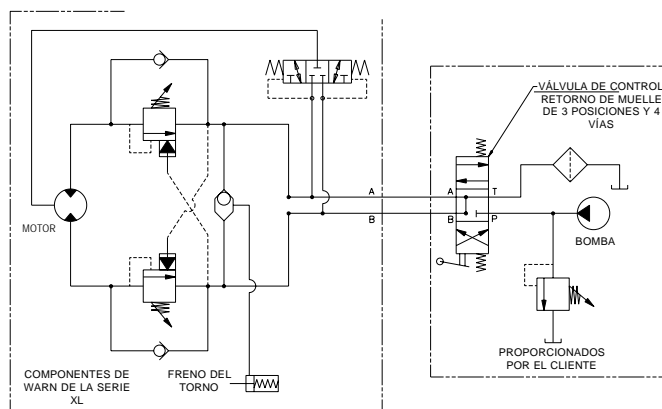 VÁLVULA DE CONTROL
RETORNO DE MUELLE
DE 3 POSICIONES Y 4
VÍAS
A
A
T
B
B
P
MOTOR
BOMBA
COMPONENTES DE
WARN DE LA SERIE
XL
FRENO DEL
TORNO
PROPORCIONADOS
POR EL CLIENTE